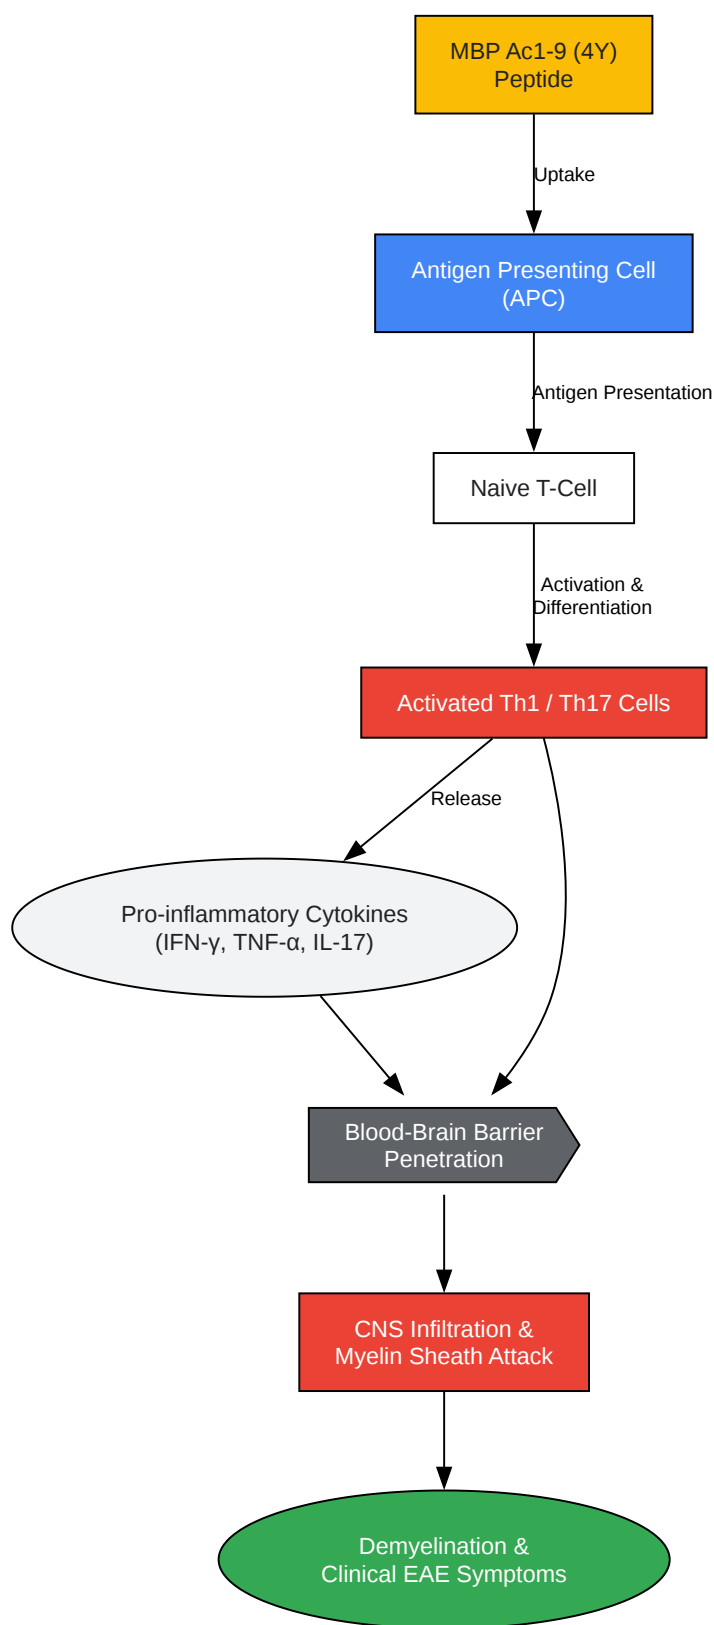 MBP Ac1-9 (4Y)
Peptide
Uptake
Antigen Presenting Cell
(APC)
Antigen Presentation
Naive T-Cell
Activation &
Differentiation
Activated Th1 / Th17 Cells
Release
Pro-inflammatory Cytokines
(IFN-γ, TNF-α, IL-17)
Blood-Brain Barrier
Penetration
CNS Infiltration &
Myelin Sheath Attack
Demyelination &
Clinical EAE Symptoms